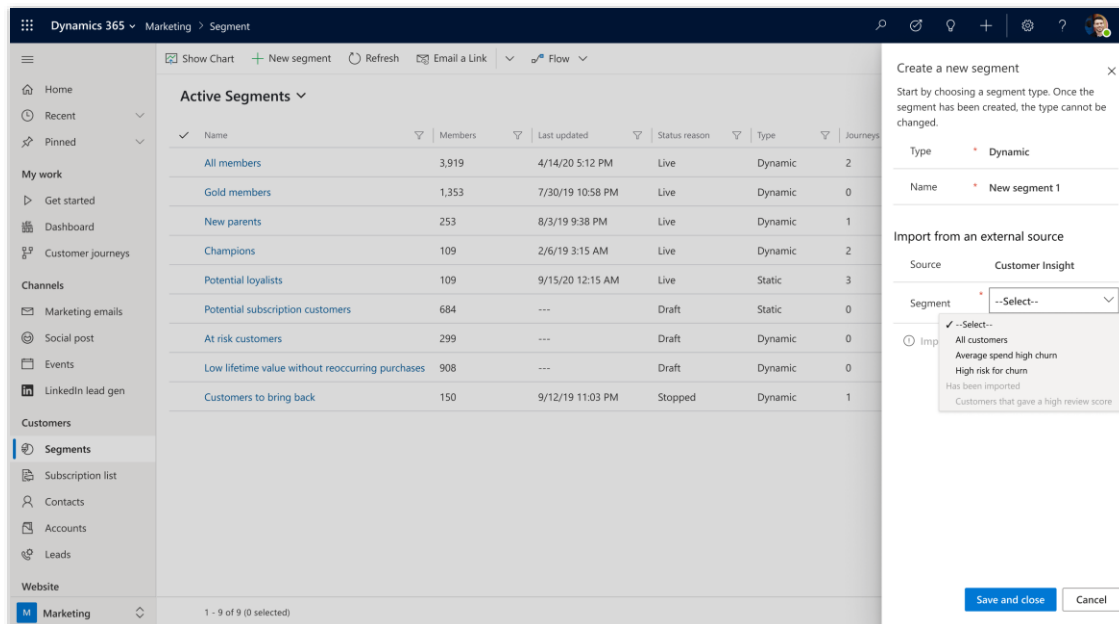 Dynamics 365 Marketing > Segment
Show Chart New segment Refresh Email a Link Flow
Home
Recent
Pinned
My work
Get started
Dashboard
Customer journeys
Channels
Marketing emails
Social post
Events
LinkedIn lead gen
Customers
Segments
Subscription list
Contacts
Accounts
Leads
Website
M Marketing
Active Segments
Name Members Last updated Status reason Type Journeys
All members 3,919 4/14/20 5:12 PM Live Dynamic 2
Gold members 1,353 7/30/19 10:58 PM Live Dynamic 0
New parents 253 8/3/19 9:38 PM Live Dynamic 1
Champions 109 2/6/19 3:15 AM Live Dynamic 2
Potential loyalists 109 9/15/20 12:15 AM Live Static 3
Potential subscription customers 684 --- Draft Static 0
At risk customers 299 --- Draft Dynamic 0
Low lifetime value without reoccurring purchases 908 --- Draft Dynamic 0
Customers to bring back 150 9/12/19 11:03 PM Stopped Dynamic 1
1 - 9 of 9 (0 selected)
Create a new segment
Start by choosing a segment type. Once the
segment has been created, the type cannot be
changed.
Type * Dynamic
Name * New segment 1
Import from an external source
Source Customer Insight
Segment * --Select--
Imp
--Select--
All customers
Average spend high churn
High risk for churn
Has been imported
Customers that gave a high review score
Save and close Cancel